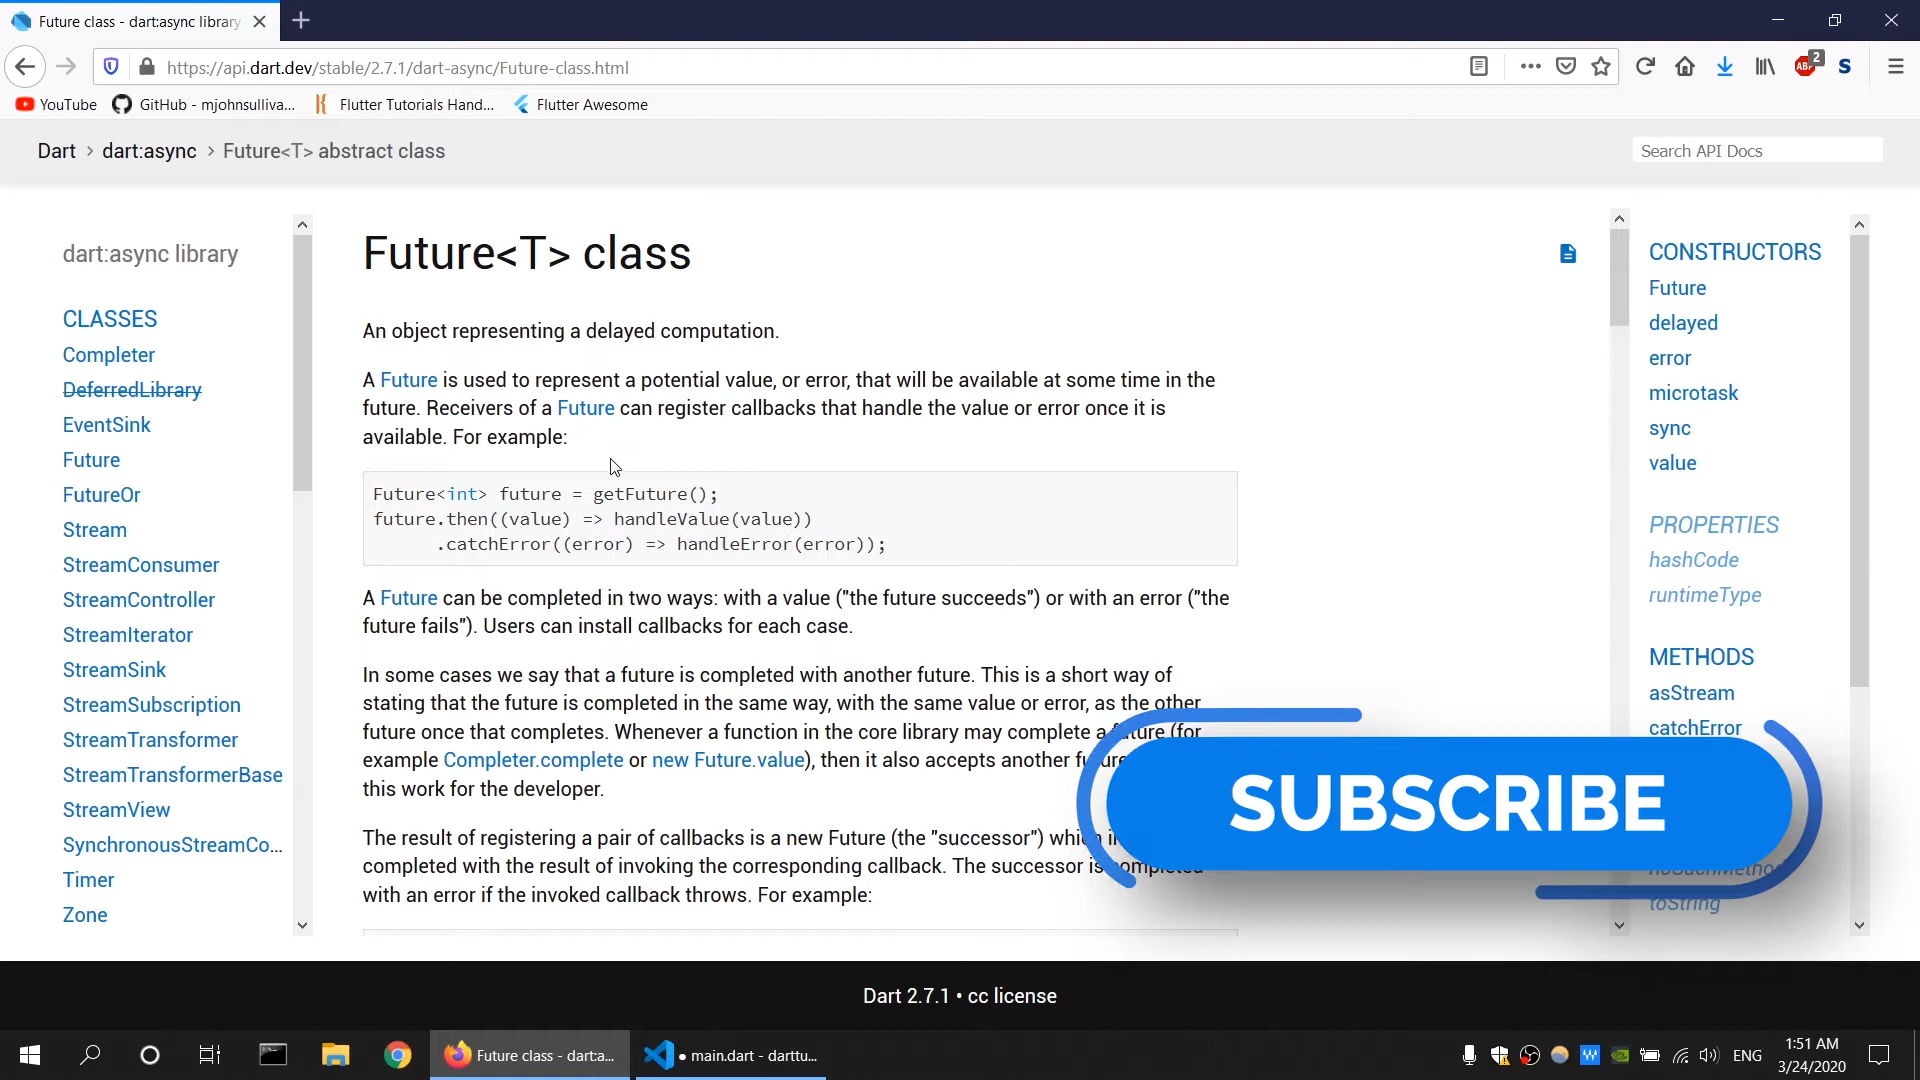 Future class - dart:async library
https://api.dart.dev/stable/2.7.1/dart-async/Future-class.html
ABP
2
S
YouTube
GitHub - mjohnsulliva...
Flutter Tutorials Hand...
Flutter Awesome
Dart > dart:async > Future<T> abstract class
Search API Docs
dart:async library
CLASSES
Completer
DeferredLibrary
EventSink
Future
FutureOr
Stream
StreamConsumer
StreamController
StreamIterator
StreamSink
StreamSubscription
StreamTransformer
StreamTransformerBase
StreamView
SynchronousStreamCo...
Timer
Zone
Future<T> class
An object representing a delayed computation.
A Future is used to represent a potential value, or error, that will be available at some time in the
future. Receivers of a Future can register callbacks that handle the value or error once it is
available. For example:
Future<int> future = getFuture();
future.then((value) => handleValue(value))
.catchError((error) => handleError(error));
A Future can be completed in two ways: with a value ("the future succeeds") or with an error ("the
future fails"). Users can install callbacks for each case.
In some cases we say that a future is completed with another future. This is a short way of
stating that the future is completed in the same way, with the same value or error, as the other
future once that completes. Whenever a function in the core library may complete a future (for
example Completer.complete or new Future.value), then it also accepts another future
this work for the developer.
The result of registering a pair of callbacks is a new Future (the "successor") which
completed with the result of invoking the corresponding callback. The successor is completed
with an error if the invoked callback throws. For example:
CONSTRUCTORS
Future
delayed
error
microtask
sync
value
PROPERTIES
hashCode
runtimeType
METHODS
asStream
catchError
noSuchMethod
toString
SUBSCRIBE
Dart 2.7.1 • cc license
Future class - dart:a...
● main.dart - darttu...
ENG
1:51 AM
3/24/2020